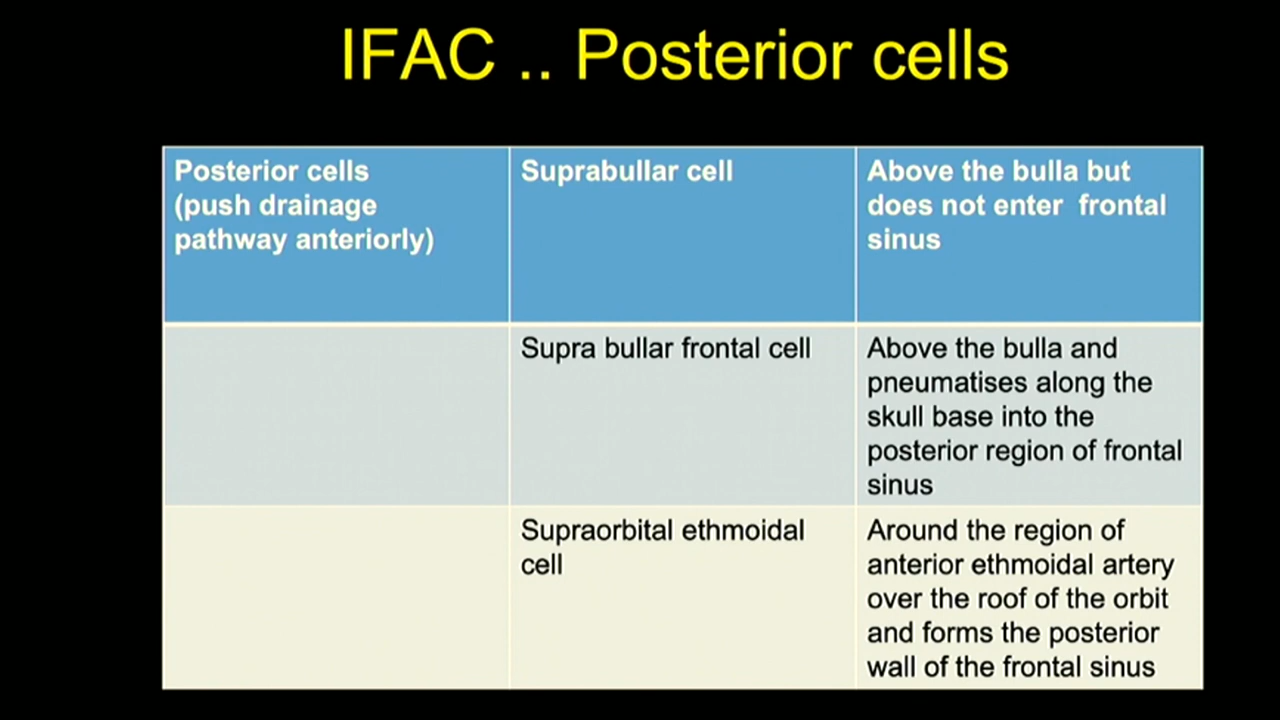 IFAC .. Posterior cells
Posterior cells
(push drainage
pathway anteriorly)
Suprabullar cell
Above the bulla but
does not enter frontal
sinus
Supra bullar frontal cell
Above the bulla and
pneumatises along the
skull base into the
posterior region of frontal
sinus
Supraorbital ethmoidal
cell
Around the region of
anterior ethmoidal artery
over the roof of the orbit
and forms the posterior
wall of the frontal sinus